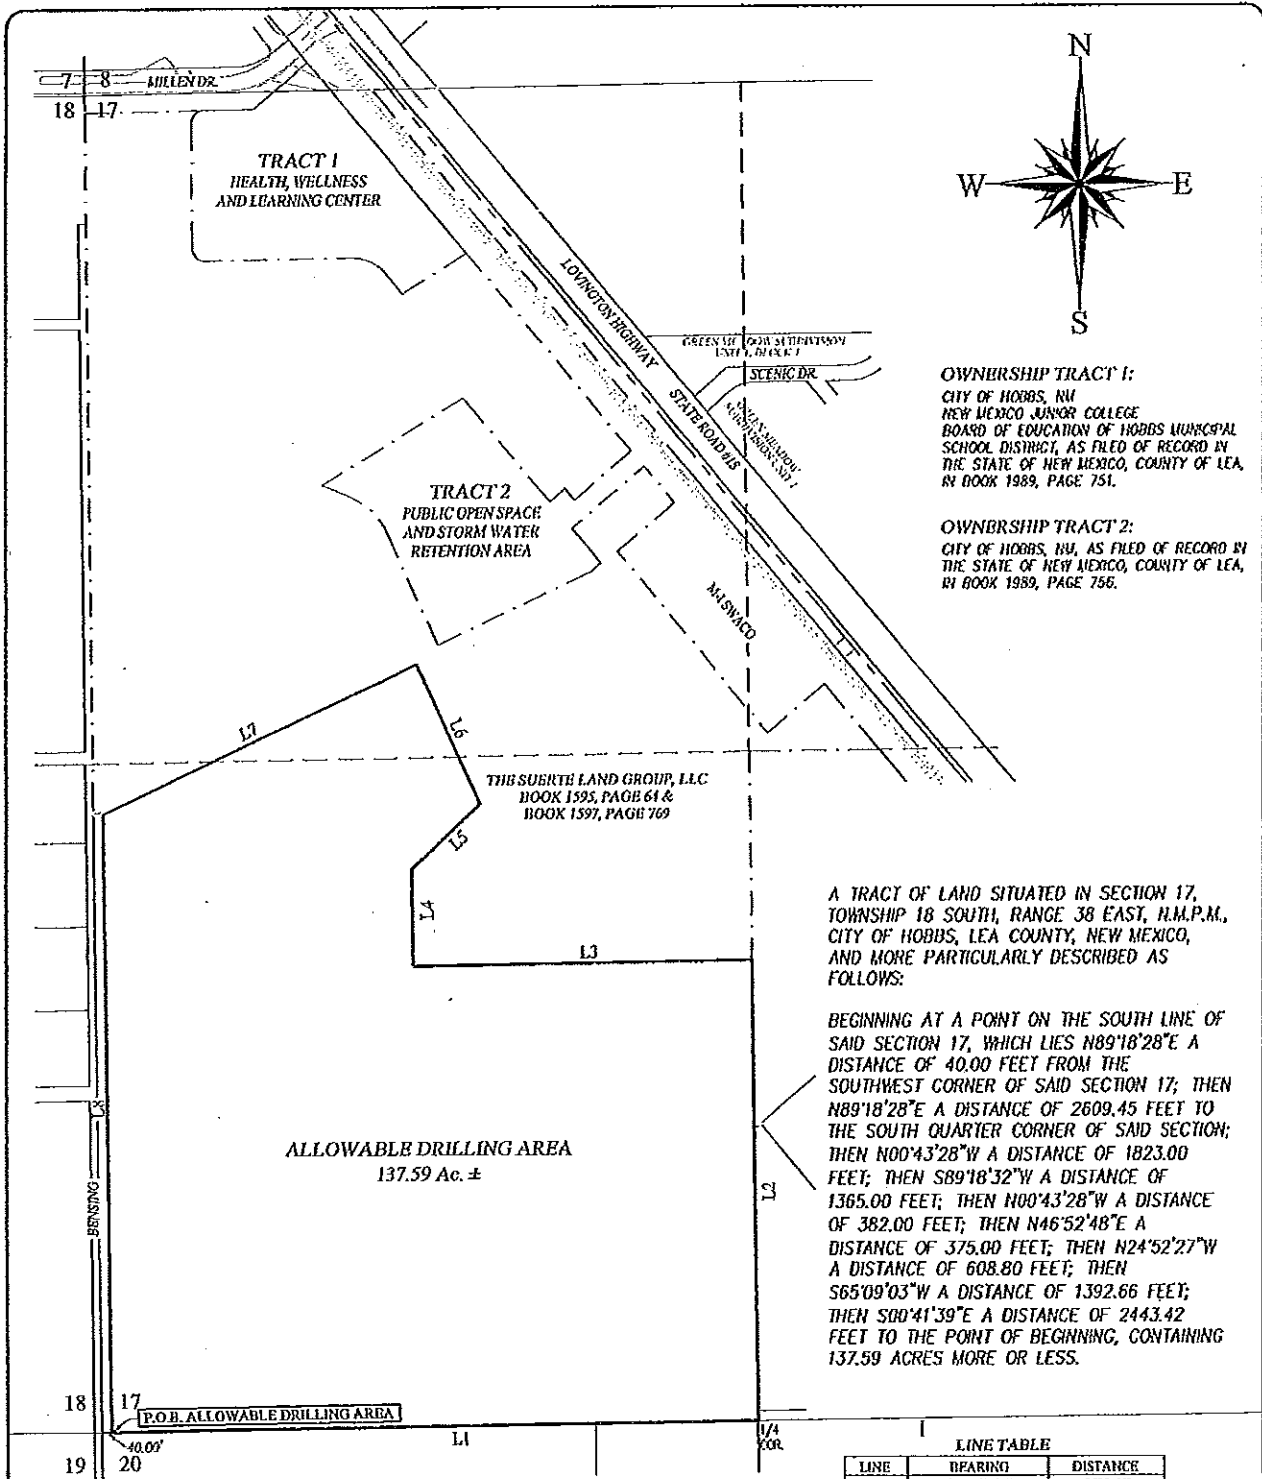 7 8
MILLEN DR.
18 17
N
W E
S
TRACT 1
HEALTH, WELLNESS
AND LEARNING CENTER
LOVINGTON HIGHWAY
STATE ROAD #18
SUBDIVISION
UNIT 1, BLOCK 1
SCENIC DR.
SUBDIVISION UNIT 1
OWNERSHIP TRACT 1:
CITY OF HOBBS, NM
NEW MEXICO JUNIOR COLLEGE
BOARD OF EDUCATION OF HOBBS MUNICIPAL
SCHOOL DISTRICT, AS FILED OF RECORD IN
THE STATE OF NEW MEXICO, COUNTY OF LEA,
IN BOOK 1989, PAGE 751.
TRACT 2
PUBLIC OPEN SPACE
AND STORM WATER
RETENTION AREA
OWNERSHIP TRACT 2:
CITY OF HOBBS, NM, AS FILED OF RECORD IN
THE STATE OF NEW MEXICO, COUNTY OF LEA,
IN BOOK 1989, PAGE 756.
M-I SWACO
L7
L6
THE SUERTE LAND GROUP, LLC
BOOK 1595, PAGE 61 &
BOOK 1597, PAGE 769
L5
L4
L3
A TRACT OF LAND SITUATED IN SECTION 17,
TOWNSHIP 18 SOUTH, RANGE 38 EAST, N.M.P.M.,
CITY OF HOBBS, LEA COUNTY, NEW MEXICO,
AND MORE PARTICULARLY DESCRIBED AS
FOLLOWS:
BEGINNING AT A POINT ON THE SOUTH LINE OF
SAID SECTION 17, WHICH LIES N89°18'28"E A
DISTANCE OF 40.00 FEET FROM THE
SOUTHWEST CORNER OF SAID SECTION 17; THEN
N89°18'28"E A DISTANCE OF 2609.45 FEET TO
THE SOUTH QUARTER CORNER OF SAID SECTION;
THEN N00°43'28"W A DISTANCE OF 1823.00
FEET; THEN S89°18'32"W A DISTANCE OF
1365.00 FEET; THEN N00°43'28"W A DISTANCE
OF 382.00 FEET; THEN N46°52'48"E A
DISTANCE OF 375.00 FEET; THEN N24°52'27"W
A DISTANCE OF 608.80 FEET; THEN
S65°09'03"W A DISTANCE OF 1392.66 FEET;
THEN S00°41'39"E A DISTANCE OF 2443.42
FEET TO THE POINT OF BEGINNING, CONTAINING
137.59 ACRES MORE OR LESS.
L8
BENSING
ALLOWABLE DRILLING AREA
137.59 Ac. ±
L2
18 17
P.O.B. ALLOWABLE DRILLING AREA
40.00'
L1
1/4
COR.
19 20
LINE TABLE
LINE BEARING DISTANCE